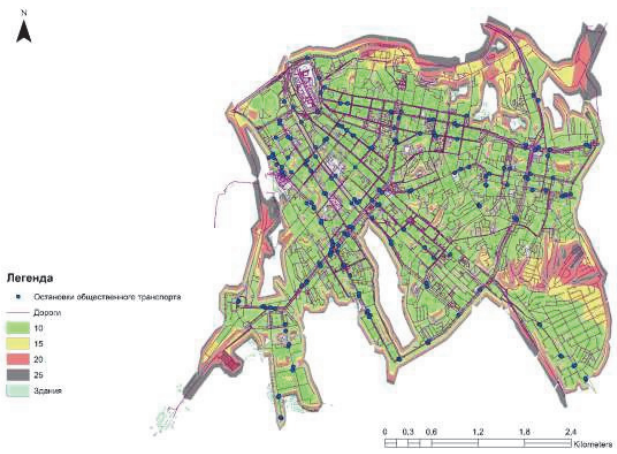 N
Легенда
Остановки общественного транспорта
Дороги
10
15
20
25
Здания
0 0,3 0,6 1,2 1,8 2,4
Kilometers